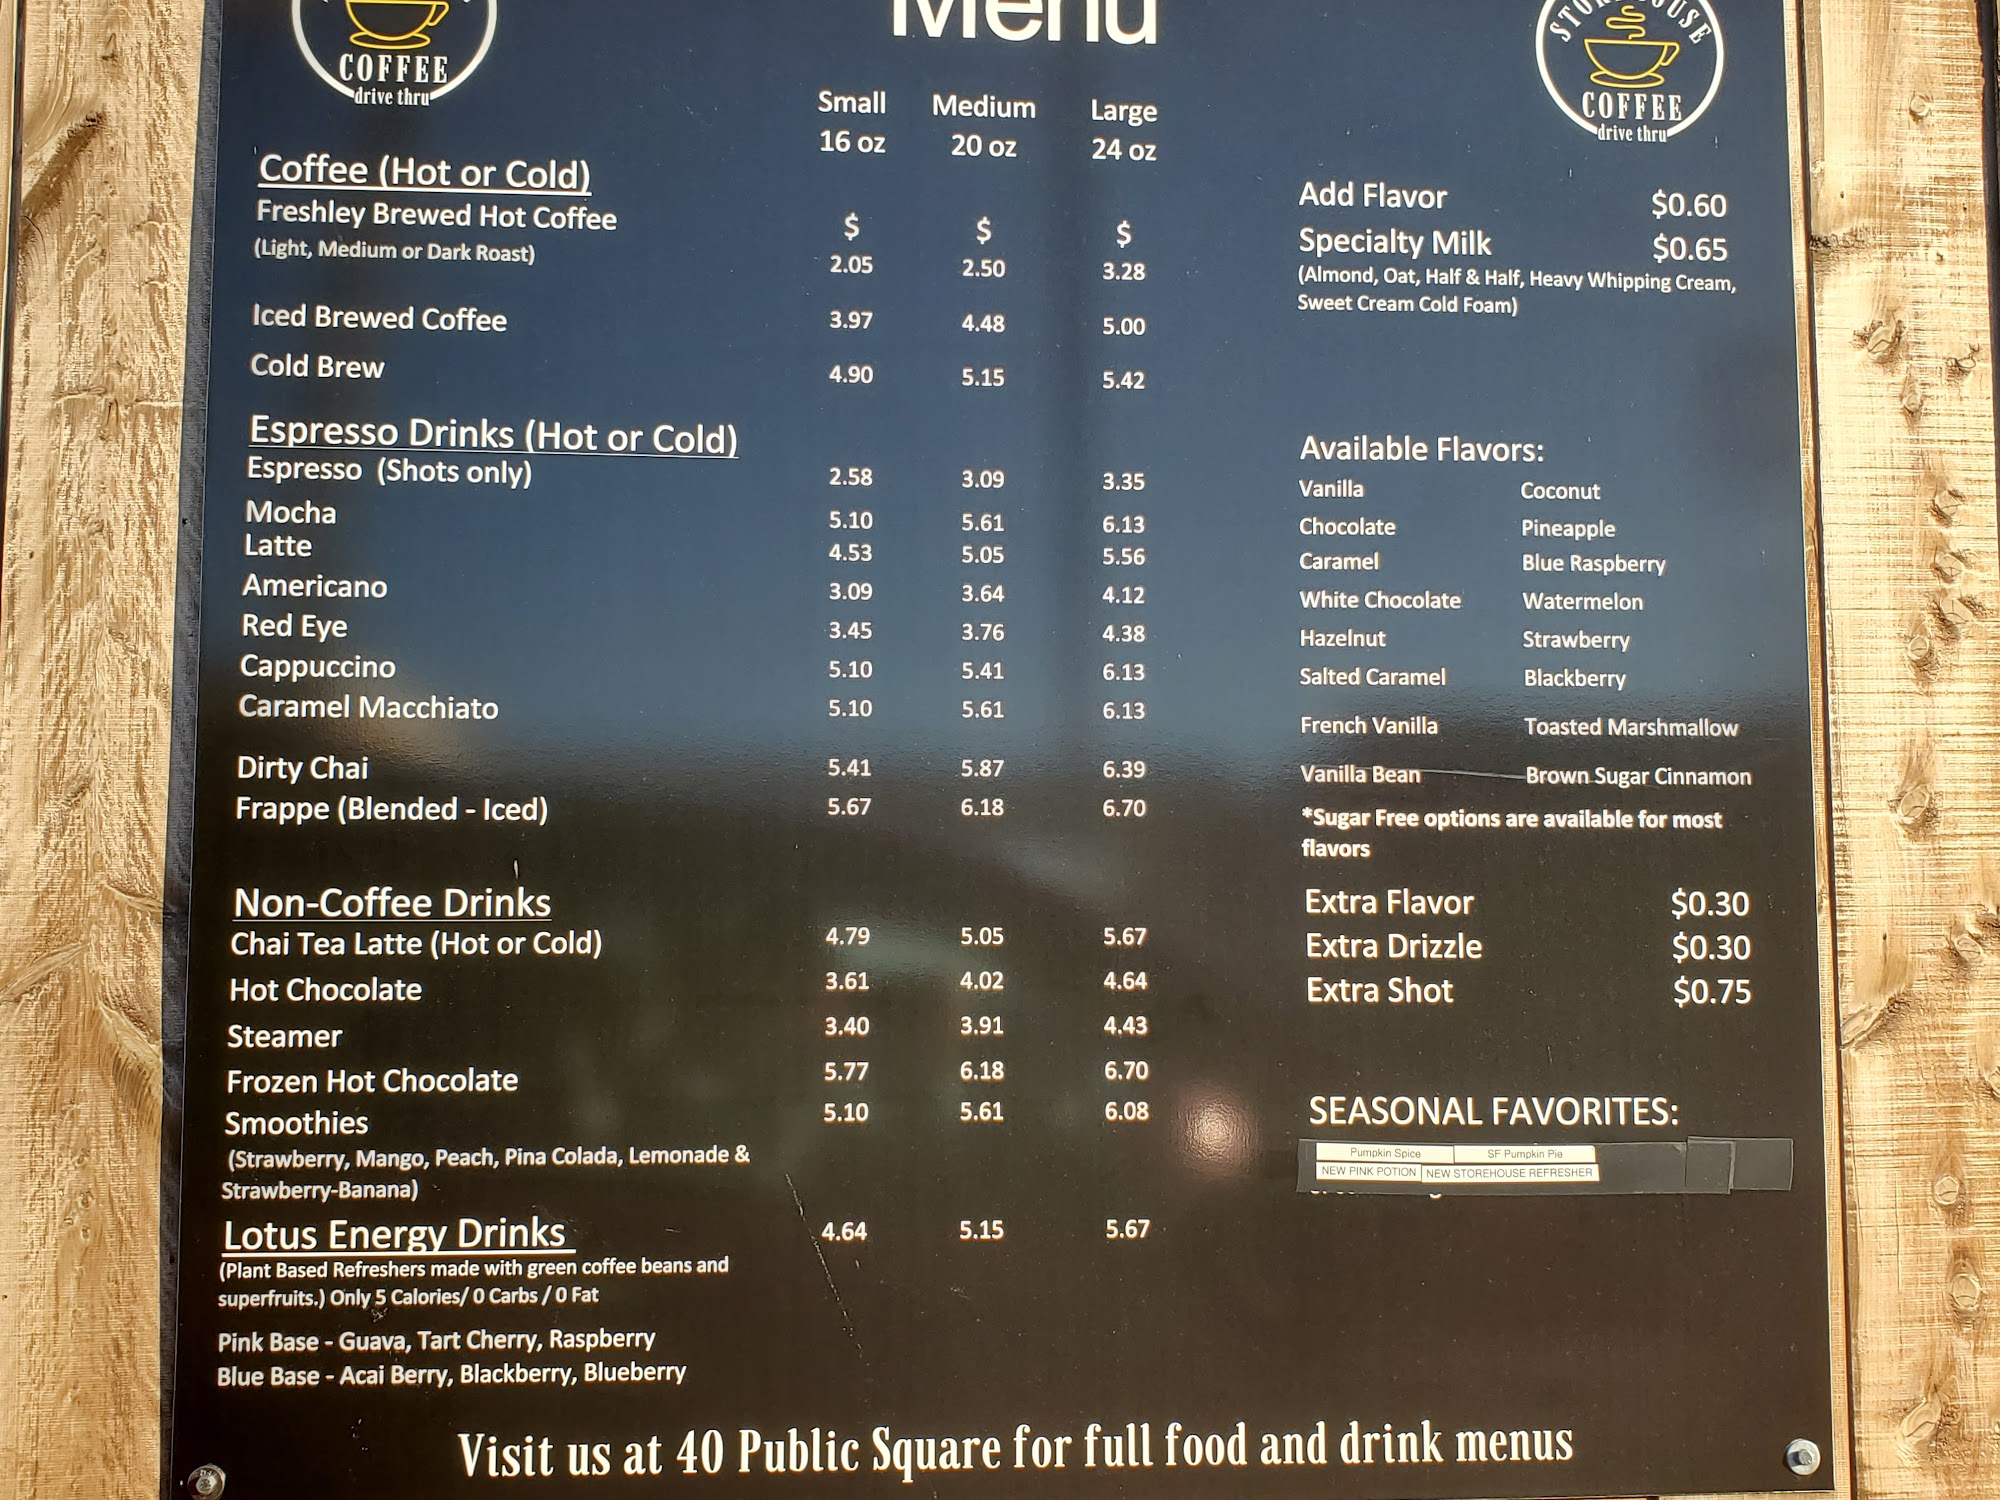 Menu
COFFEE
drive thru
STOREHOUSE
COFFEE
drive thru
Small Medium Large
16 oz 20 oz 24 oz
Coffee (Hot or Cold)
Freshley Brewed Hot Coffee $ $ $
(Light, Medium or Dark Roast) 2.05 2.50 3.28
Iced Brewed Coffee 3.97 4.48 5.00
Cold Brew 4.90 5.15 5.42
Espresso Drinks (Hot or Cold)
Espresso (Shots only) 2.58 3.09 3.35
Mocha 5.10 5.61 6.13
Latte 4.53 5.05 5.56
Americano 3.09 3.64 4.12
Red Eye 3.45 3.76 4.38
Cappuccino 5.10 5.41 6.13
Caramel Macchiato 5.10 5.61 6.13
Dirty Chai 5.41 5.87 6.39
Frappe (Blended - Iced) 5.67 6.18 6.70
Non-Coffee Drinks
Chai Tea Latte (Hot or Cold) 4.79 5.05 5.67
Hot Chocolate 3.61 4.02 4.64
Steamer 3.40 3.91 4.43
Frozen Hot Chocolate 5.77 6.18 6.70
Smoothies 5.10 5.61 6.08
(Strawberry, Mango, Peach, Pina Colada, Lemonade &
Strawberry-Banana)
Lotus Energy Drinks 4.64 5.15 5.67
(Plant Based Refreshers made with green coffee beans and
superfruits.) Only 5 Calories/ 0 Carbs / 0 Fat
Pink Base - Guava, Tart Cherry, Raspberry
Blue Base - Acai Berry, Blackberry, Blueberry
Add Flavor $0.60
Specialty Milk $0.65
(Almond, Oat, Half & Half, Heavy Whipping Cream,
Sweet Cream Cold Foam)
Available Flavors:
Vanilla Coconut
Chocolate Pineapple
Caramel Blue Raspberry
White Chocolate Watermelon
Hazelnut Strawberry
Salted Caramel Blackberry
French Vanilla Toasted Marshmallow
Vanilla Bean Brown Sugar Cinnamon
*Sugar Free options are available for most
flavors
Extra Flavor $0.30
Extra Drizzle $0.30
Extra Shot $0.75
SEASONAL FAVORITES:
Pumpkin Spice SF Pumpkin Pie
NEW PINK POTION NEW STOREHOUSE REFRESHER
Visit us at 40 Public Square for full food and drink menus